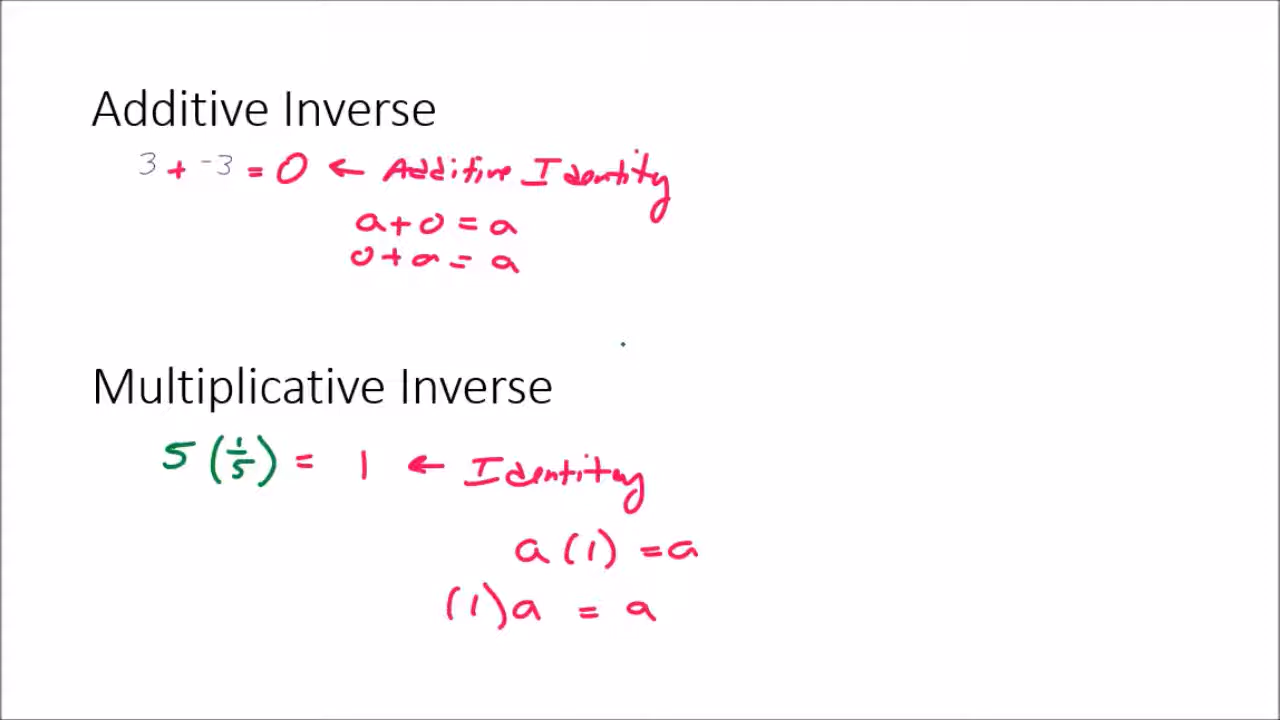 Additive Inverse
3 + -3 = 0 ← Additive Identity
a + 0 = a
0 + a = a
Multiplicative Inverse
5 (1/5) = 1 ← Identity
a (1) = a
(1) a = a